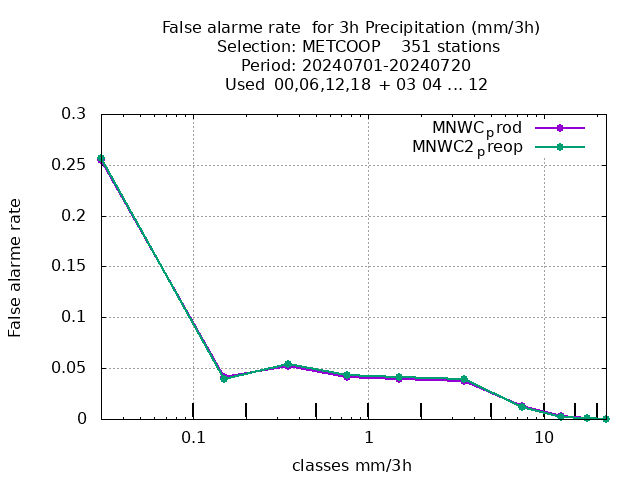 False alarme rate  for 3h Precipitation (mm/3h)
Selection: METCOOP    351 stations
Period: 20240701-20240720
Used  00,06,12,18 + 03 04 ... 12
MNWCprod
MNWC2preop
0.3
0.25
0.2
0.15
0.1
0.05
0
False alarme rate
0.1 1 10
classes mm/3h